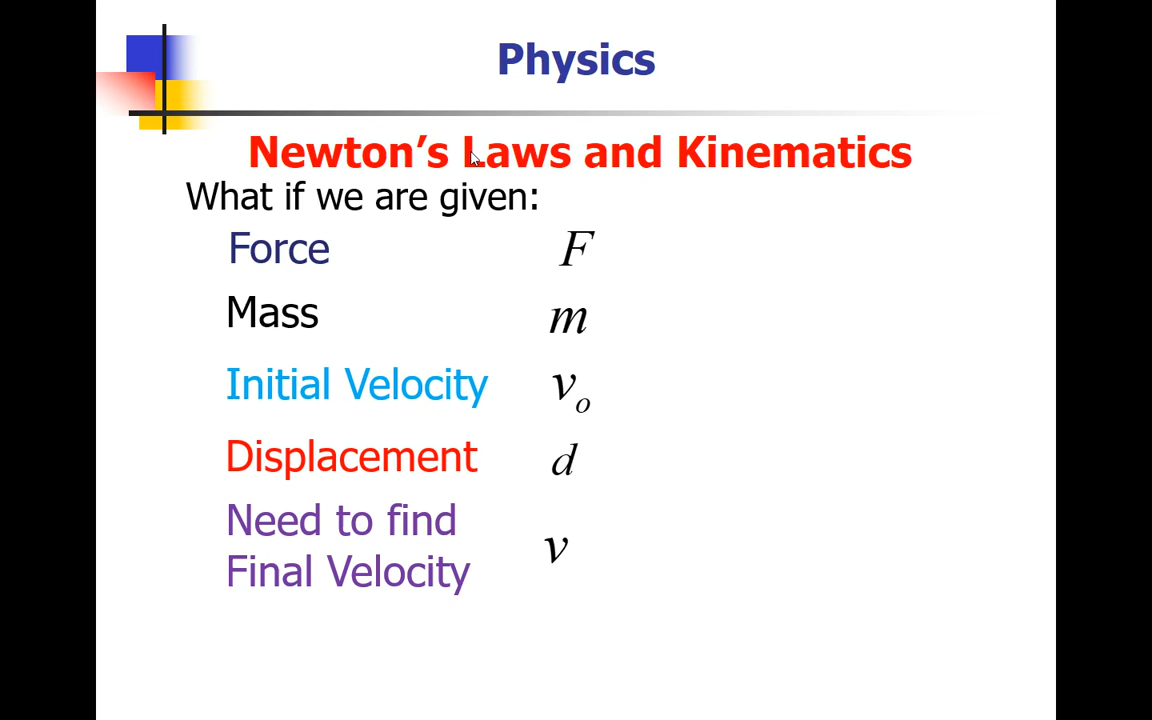 Physics
Newton’s Laws and Kinematics
What if we are given:
Force F
Mass m
Initial Velocity vo
Displacement d
Need to find
Final Velocity v